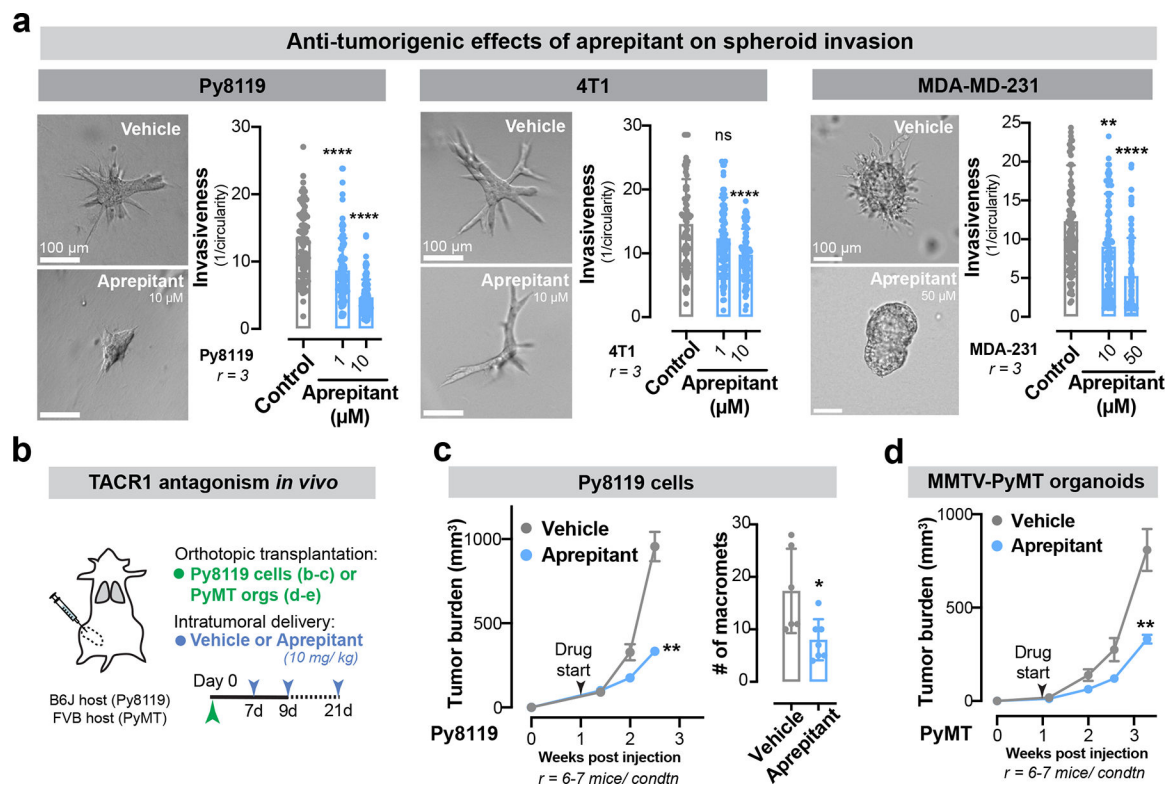 a
Anti-tumorigenic effects of aprepitant on spheroid invasion
Py8119
Vehicle
100 µm
Aprepitant
10 µM
Invasiveness
(1/circularity)
30
20
10
0
****
****
Py8119
r = 3
Control
1
10
Aprepitant
(µM)
4T1
Vehicle
Aprepitant
10 µM
Invasiveness
(1/circularity)
30
20
10
0
ns
****
4T1
r = 3
Control
1
10
Aprepitant
(µM)
MDA-MD-231
Vehicle
100 µm
Aprepitant
50 µM
Invasiveness
(1/circularity)
25
20
15
10
5
0
**
****
MDA-231
r = 3
Control
10
50
Aprepitant
(µM)
b
TACR1 antagonism in vivo
Orthotopic transplantation:
Py8119 cells (b-c) or
PyMT orgs (d-e)
Intratumoral delivery:
Vehicle or Aprepitant
(10 mg/ kg)
Day 0
7d 9d 21d
B6J host (Py8119)
FVB host (PyMT)
c
Py8119 cells
Tumor burden (mm³)
1000
500
0
Vehicle
Aprepitant
Drug
start
**
0 1 2 3
Py8119
Weeks post injection
r = 6-7 mice/ condtn
# of macromets
30
20
10
0
*
Vehicle
Aprepitant
d
MMTV-PyMT organoids
Tumor burden (mm³)
1000
500
0
Vehicle
Aprepitant
Drug
start
**
0 1 2 3
PyMT
Weeks post injection
r = 6-7 mice/ condtn